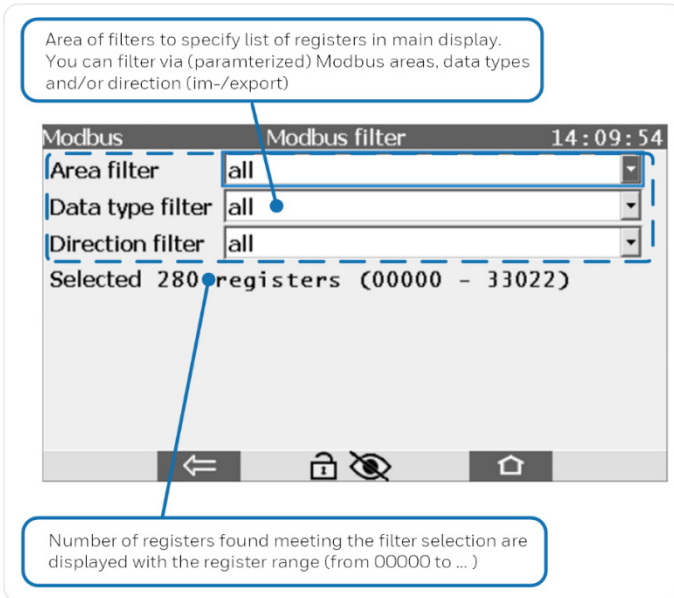 Area of filters to specify list of registers in main display.
You can filter via (paramterized) Modbus areas, data types
and/or direction (im-/export)
Modbus Modbus filter 14:09:54
Area filter all
Data type filter all
Direction filter all
Selected 280 registers (00000 - 33022)
Number of registers found meeting the filter selection are
displayed with the register range (from 00000 to ... )